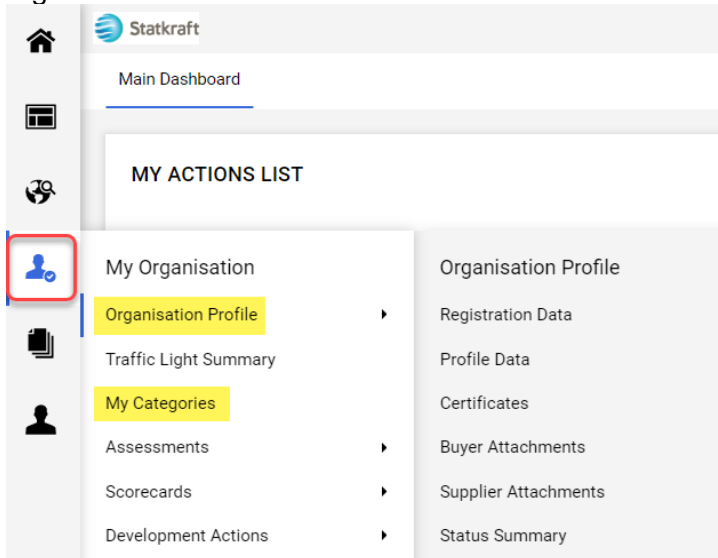 Statkraft
Main Dashboard
MY ACTIONS LIST
My Organisation
Organisation Profile
Traffic Light Summary
My Categories
Assessments
Scorecards
Development Actions
Organisation Profile
Registration Data
Profile Data
Certificates
Buyer Attachments
Supplier Attachments
Status Summary